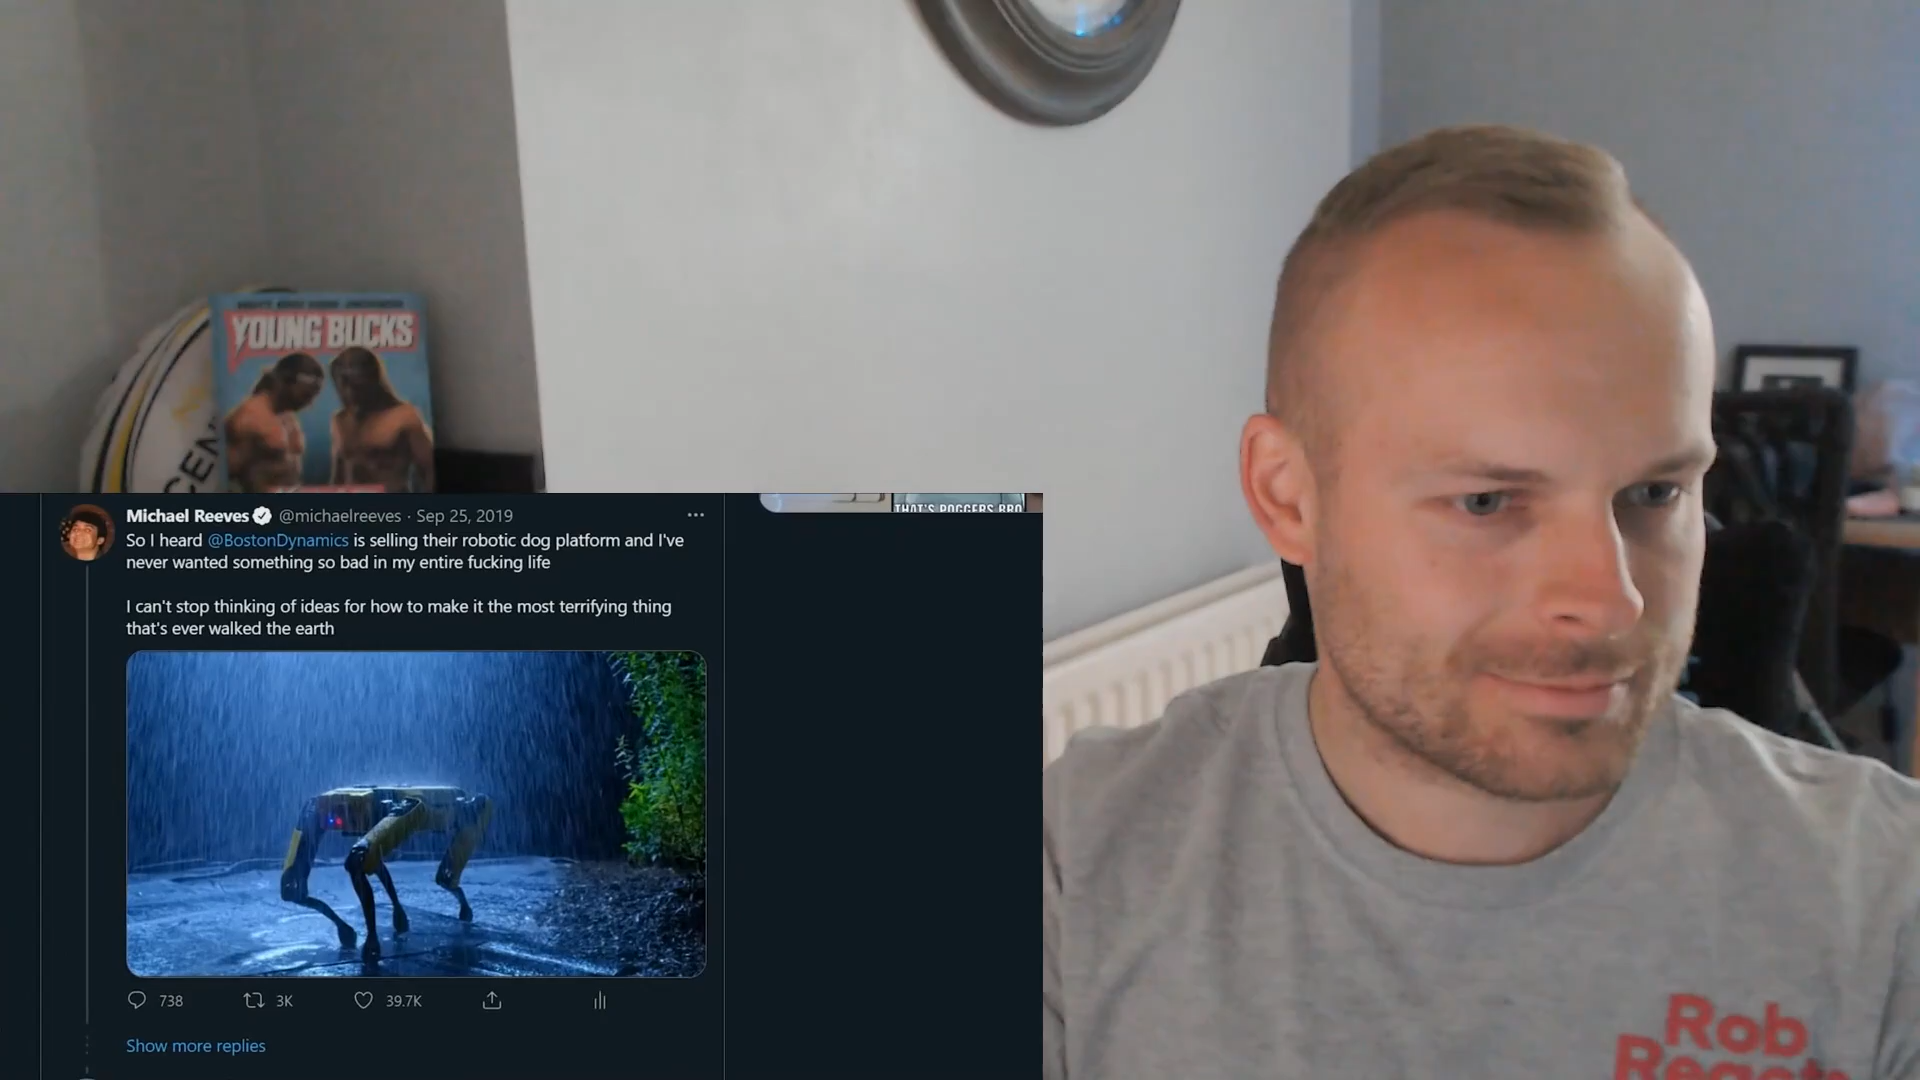 YOUNG BUCKS
CEN
THAT'S POGGERS BRO
Michael Reeves @michaelreeves · Sep 25, 2019
So I heard @BostonDynamics is selling their robotic dog platform and I've
never wanted something so bad in my entire fucking life
I can't stop thinking of ideas for how to make it the most terrifying thing
that's ever walked the earth
738 3K 39.7K
Show more replies
Rob
Reacts